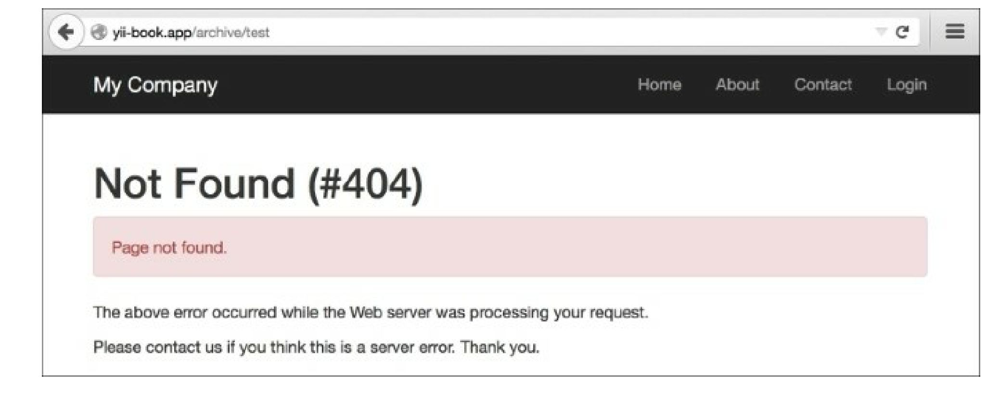 yii-book.app/archive/test
My Company Home About Contact Login
Not Found (#404)
Page not found.
The above error occurred while the Web server was processing your request.
Please contact us if you think this is a server error. Thank you.